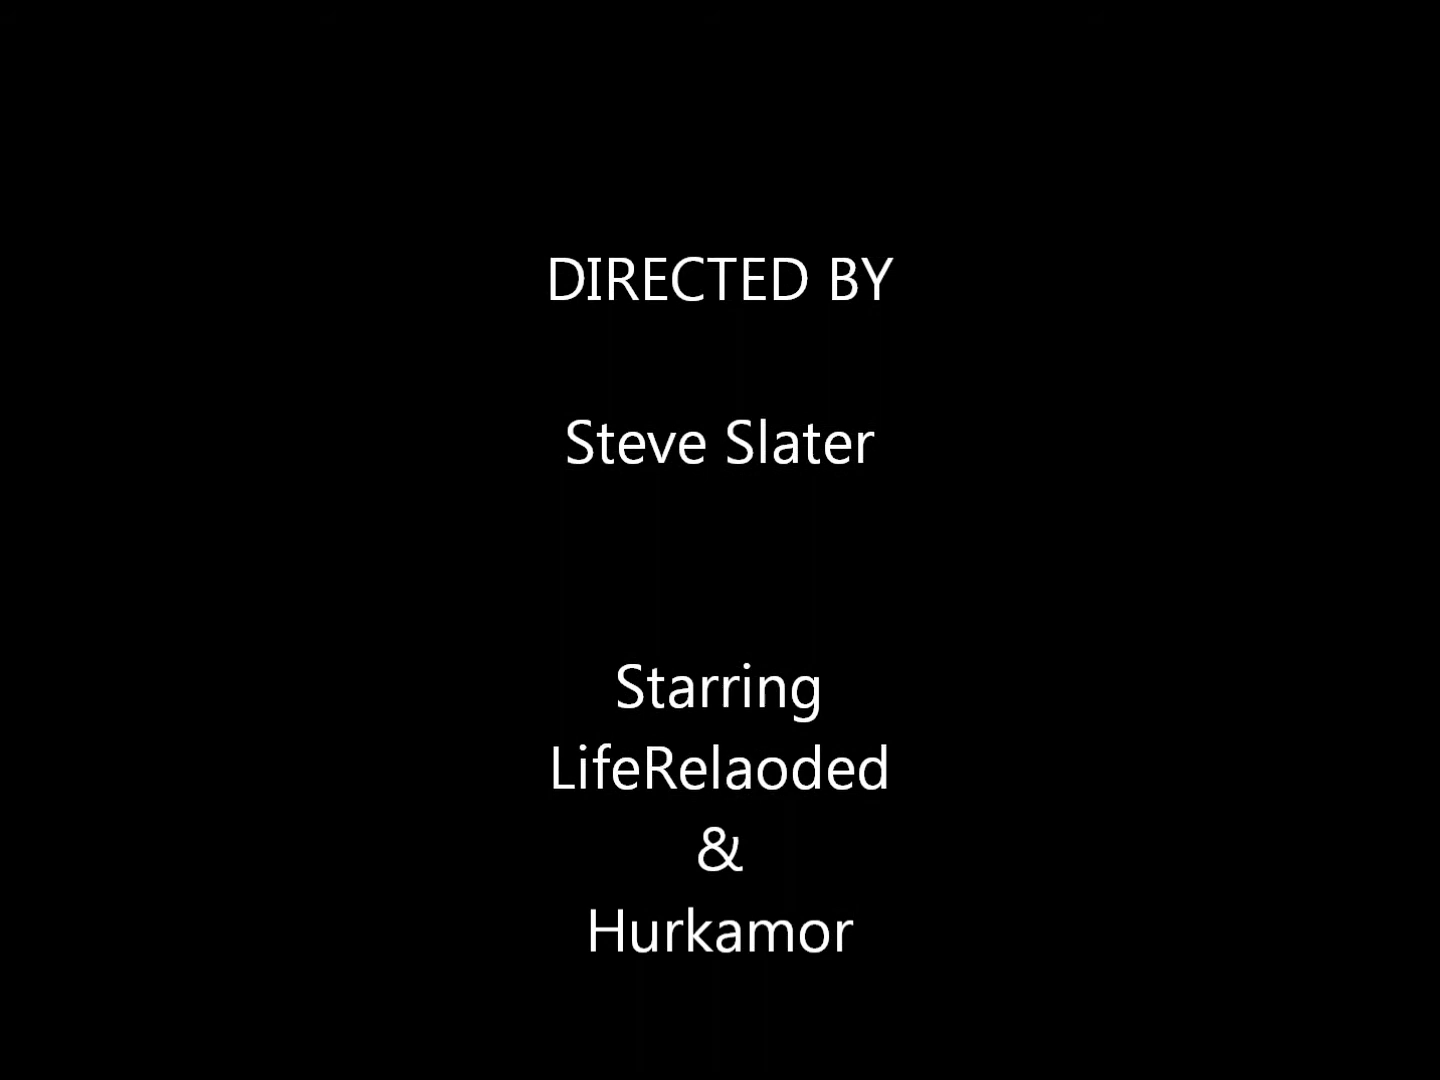 DIRECTED BY
Steve Slater
Starring
LifeRelaoded
&
Hurkamor